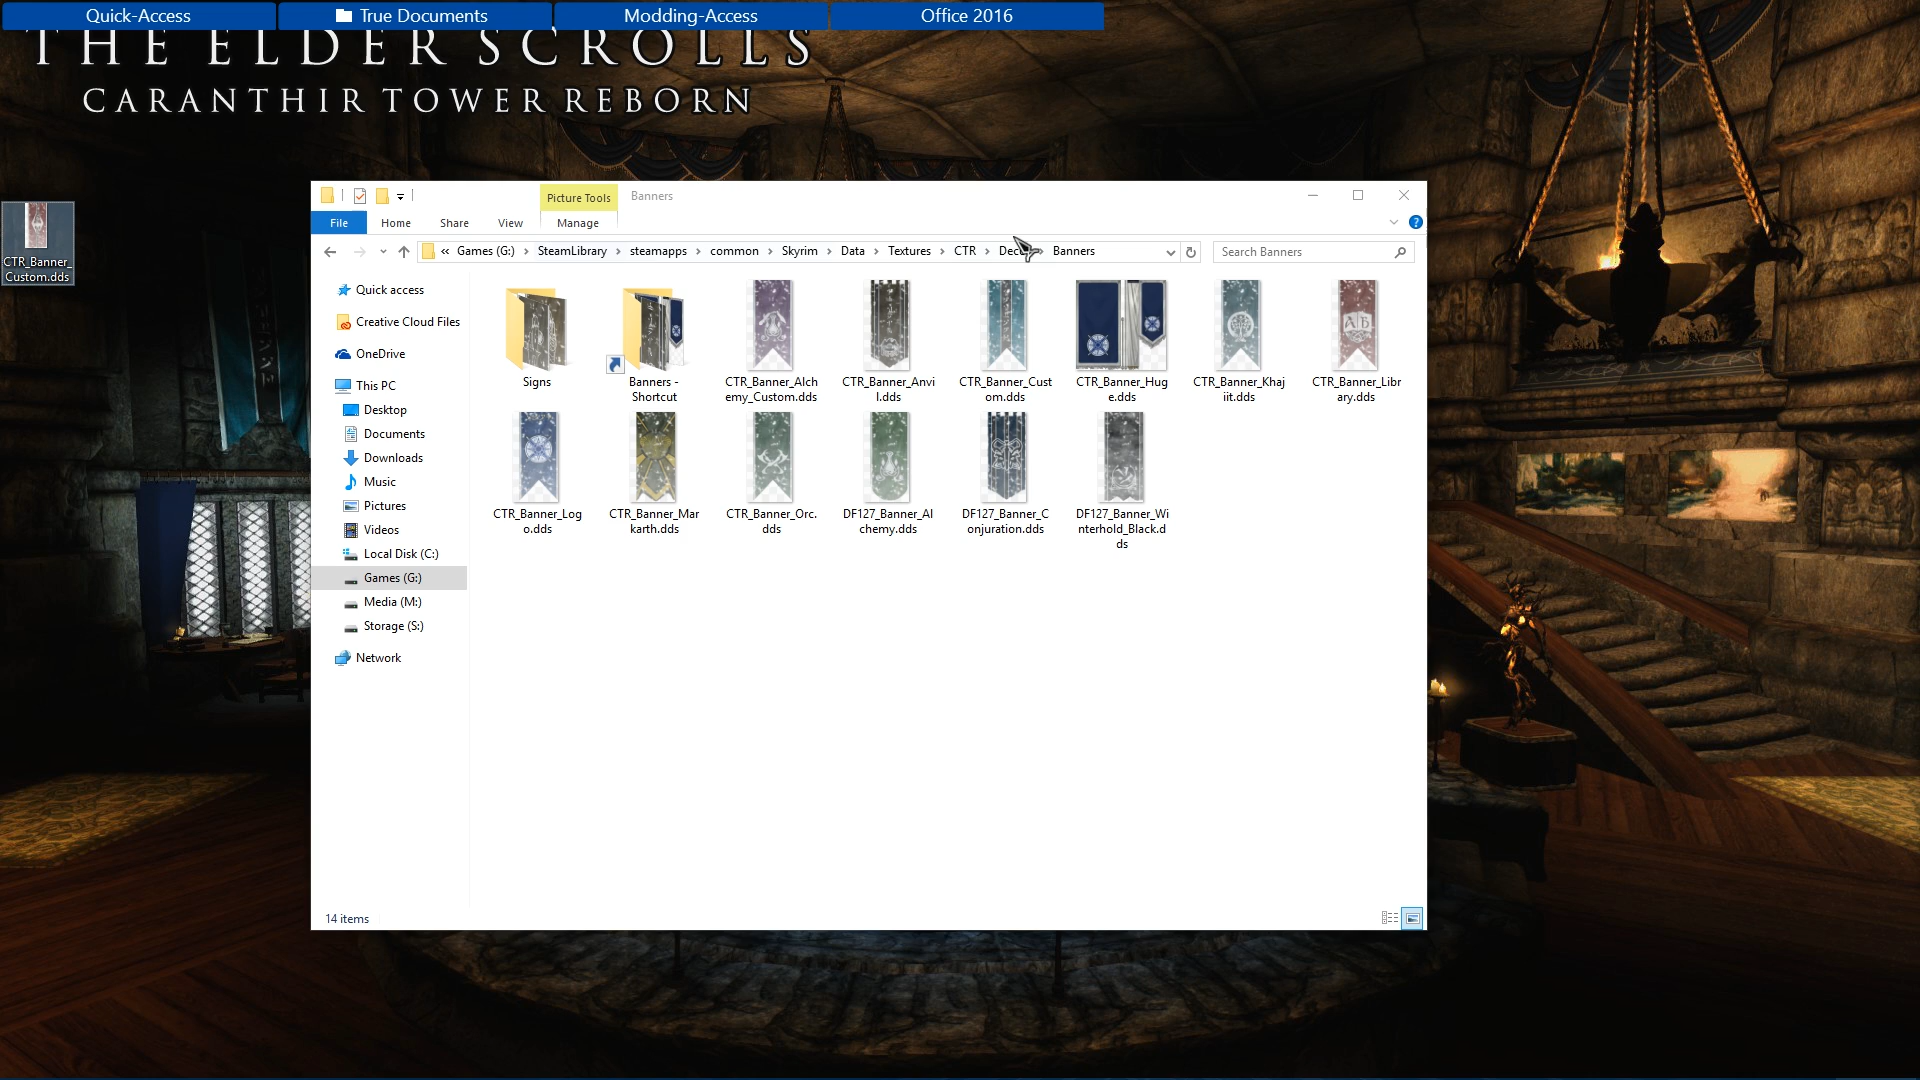 Quick-Access
True Documents
Modding-Access
Office 2016
THE ELDER SCROLLS
CARANTHIR TOWER REBORN
CTR_Banner_
Custom.dds
Picture Tools
Banners
File
Home
Share
View
Manage
« Games (G:) › SteamLibrary › steamapps › common › Skyrim › Data › Textures › CTR › › Banners
Search Banners
Quick access
Creative Cloud Files
OneDrive
This PC
Desktop
Documents
Downloads
Music
Pictures
Videos
Local Disk (C:)
Games (G:)
Media (M:)
Storage (S:)
Network
Signs
Banners -
Shortcut
CTR_Banner_Alch
emy_Custom.dds
CTR_Banner_Anvi
l.dds
CTR_Banner_Cust
om.dds
CTR_Banner_Hug
e.dds
CTR_Banner_Khaj
iit.dds
CTR_Banner_Libr
ary.dds
CTR_Banner_Log
o.dds
CTR_Banner_Mar
karth.dds
CTR_Banner_Orc.
dds
DF127_Banner_Al
chemy.dds
DF127_Banner_C
onjuration.dds
DF127_Banner_Wi
nterhold_Black.d
ds
14 items